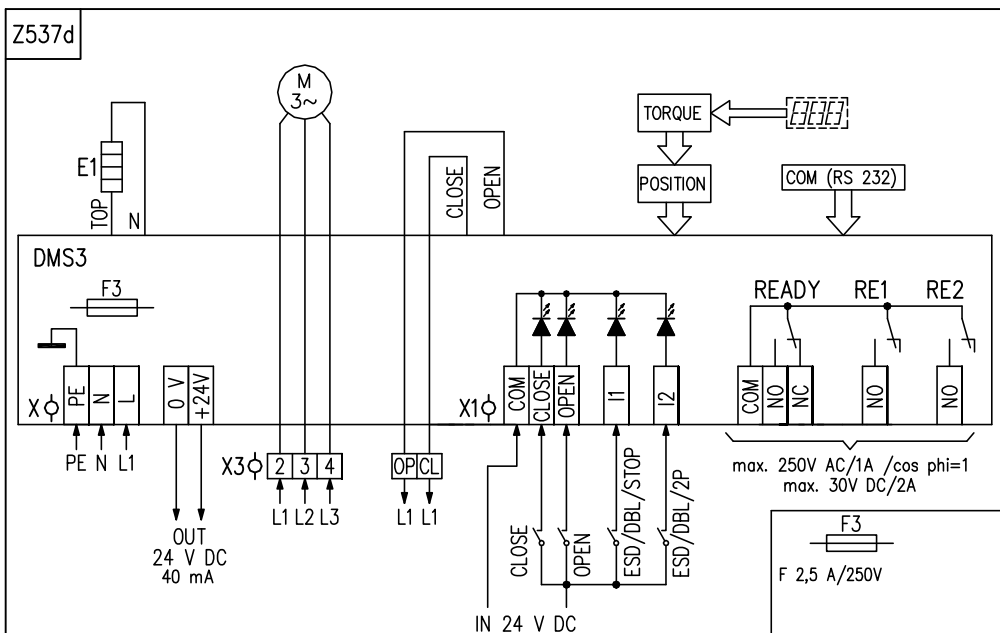 Z537d
M
3~
E1
TOP
N
CLOSE
OPEN
TORQUE
POSITION
COM (RS 232)
DMS3
F3
READY
RE1
RE2
X
PE
N
L
0 V
+24V
X1
COM
CLOSE
OPEN
I1
I2
COM
NO
NC
NO
NO
PE N L1
X3
2
3
4
OP
CL
L1 L2 L3
L1 L1
OUT
24 V DC
40 mA
CLOSE
OPEN
ESD/DBL/STOP
ESD/DBL/2P
IN 24 V DC
max. 250V AC/1A /cos phi=1
max. 30V DC/2A
F3
F 2,5 A/250V